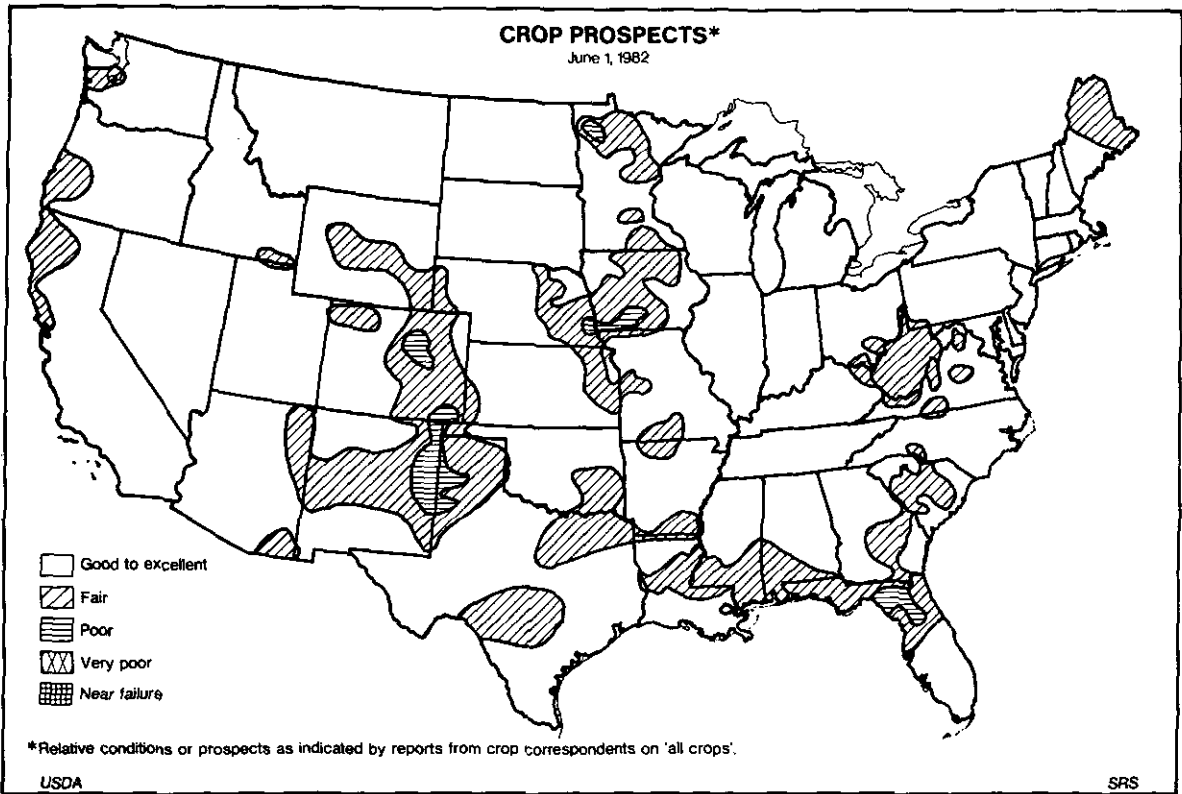 CROP PROSPECTS*
June 1, 1982
Good to excellent
Fair
Poor
Very poor
Near failure
*Relative conditions or prospects as indicated by reports from crop correspondents on 'all crops'.
USDA
SRS